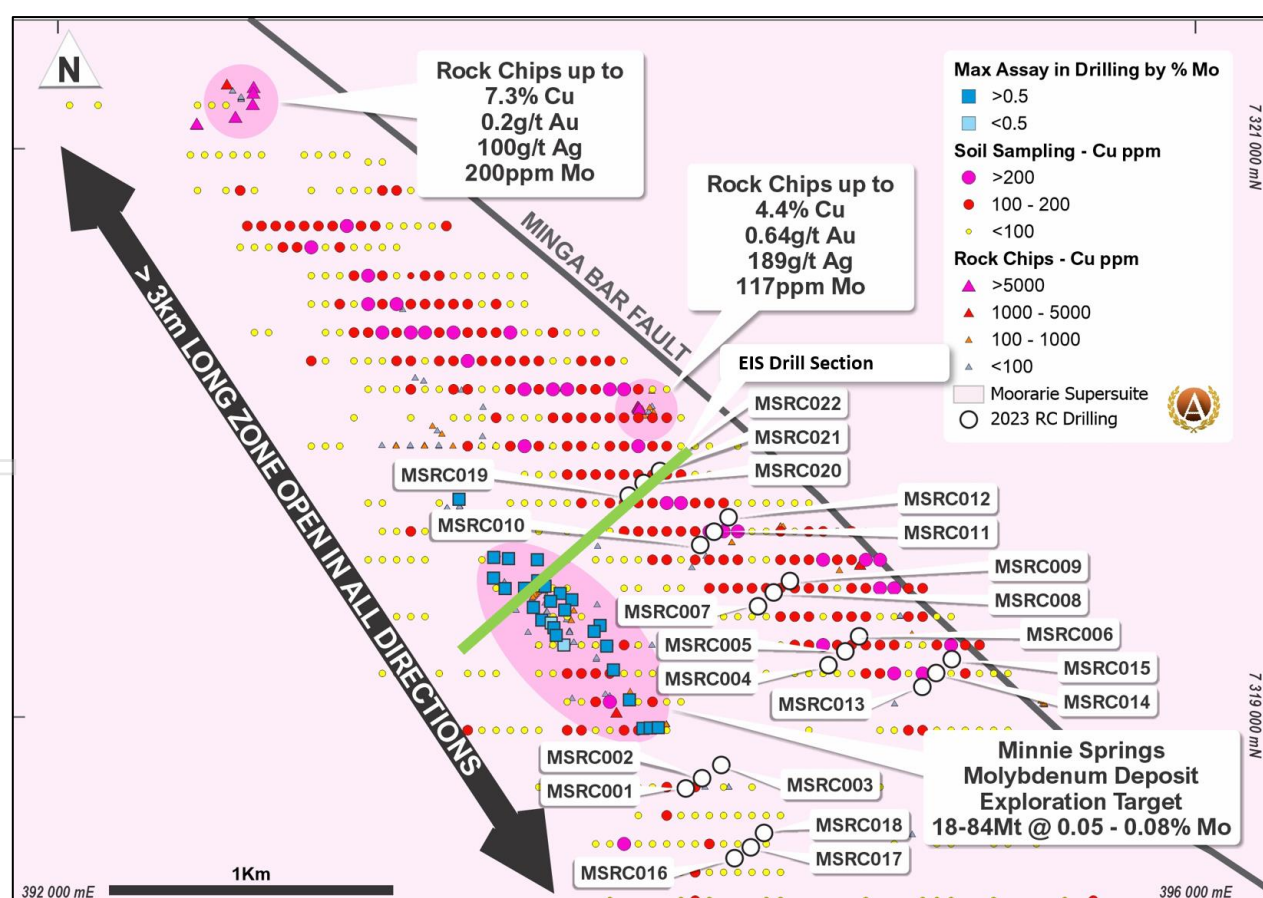 N
Rock Chips up to
7.3% Cu
0.2g/t Au
100g/t Ag
200ppm Mo
Max Assay in Drilling by % Mo
>0.5
<0.5
Soil Sampling - Cu ppm
>200
100 - 200
<100
Rock Chips - Cu ppm
>5000
1000 - 5000
100 - 1000
<100
Moorarie Supersuite
2023 RC Drilling
A
7 321 000 mN
Rock Chips up to
4.4% Cu
0.64g/t Au
189g/t Ag
117ppm Mo
MINGA BAR FAULT
> 3km LONG ZONE OPEN IN ALL DIRECTIONS
EIS Drill Section
MSRC022
MSRC021
MSRC020
MSRC019
MSRC012
MSRC010
MSRC011
MSRC009
MSRC008
MSRC007
MSRC006
MSRC005
MSRC015
MSRC004
MSRC014
MSRC013
7 319 000 mN
Minnie Springs
Molybdenum Deposit
Exploration Target
18-84Mt @ 0.05 - 0.08% Mo
MSRC002
MSRC003
MSRC001
MSRC018
MSRC017
MSRC016
1Km
392 000 mE
396 000 mE